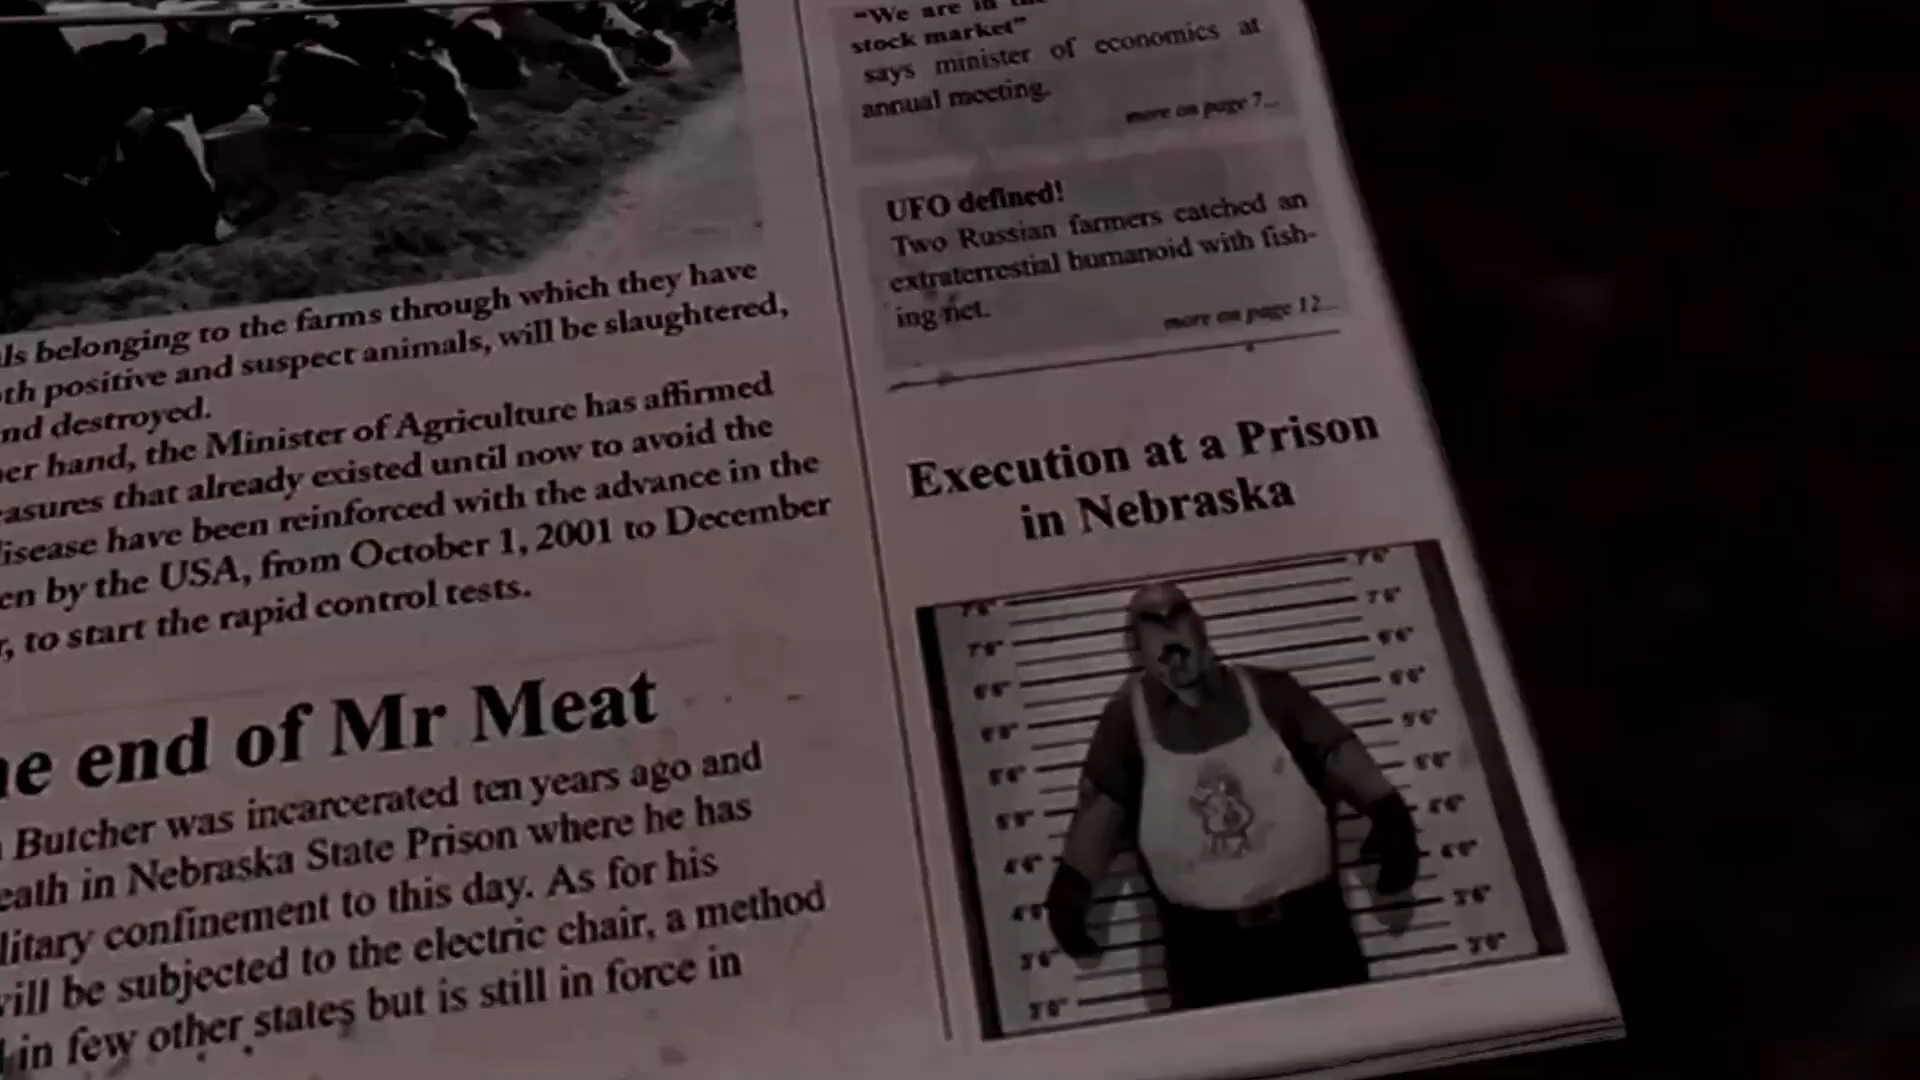 ls belonging to the farms through which they have
th positive and suspect animals, will be slaughtered,
nd destroyed.
er hand, the Minister of Agriculture has affirmed
easures that already existed until now to avoid the
disease have been reinforced with the advance in the
en by the USA, from October 1, 2001 to December
, to start the rapid control tests.
end of Mr Meat
Butcher was incarcerated ten years ago and
eath in Nebraska State Prison where he has
litary confinement to this day. As for his
will be subjected to the electric chair, a method
in few other states but is still in force in
"We are in
stock market"
says minister of economics at
annual meeting.
more on page 7...
UFO defined!
Two Russian farmers catched an
extraterrestial humanoid with fish-
ing net.
more on page 12...
Execution at a Prison
in Nebraska